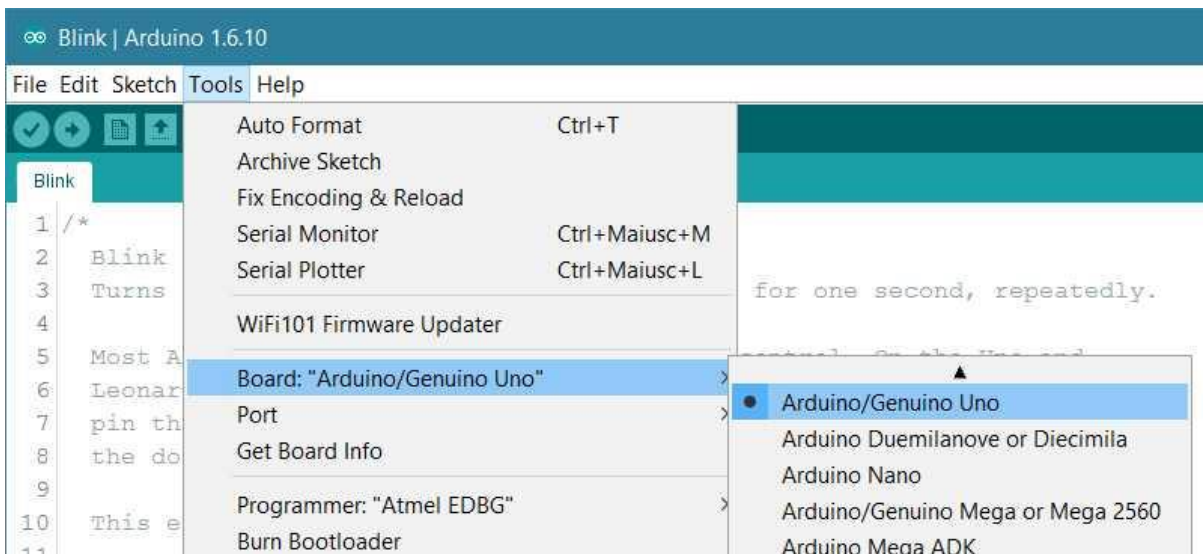 Blink | Arduino 1.6.10
File Edit Sketch Tools Help
Blink
Auto Format Ctrl+T
Archive Sketch
Fix Encoding & Reload
Serial Monitor Ctrl+Maiusc+M
Serial Plotter Ctrl+Maiusc+L
WiFi101 Firmware Updater
Board: "Arduino/Genuino Uno"
Port
Get Board Info
Programmer: "Atmel EDBG"
Burn Bootloader
Arduino/Genuino Uno
Arduino Duemilanove or Diecimila
Arduino Nano
Arduino/Genuino Mega or Mega 2560
Arduino Mega ADK
1 /*
2 Blink
3 Turns for one second, repeatedly.
4
5 Most A
6 Leonar
7 pin th
8 the do
9
10 This e